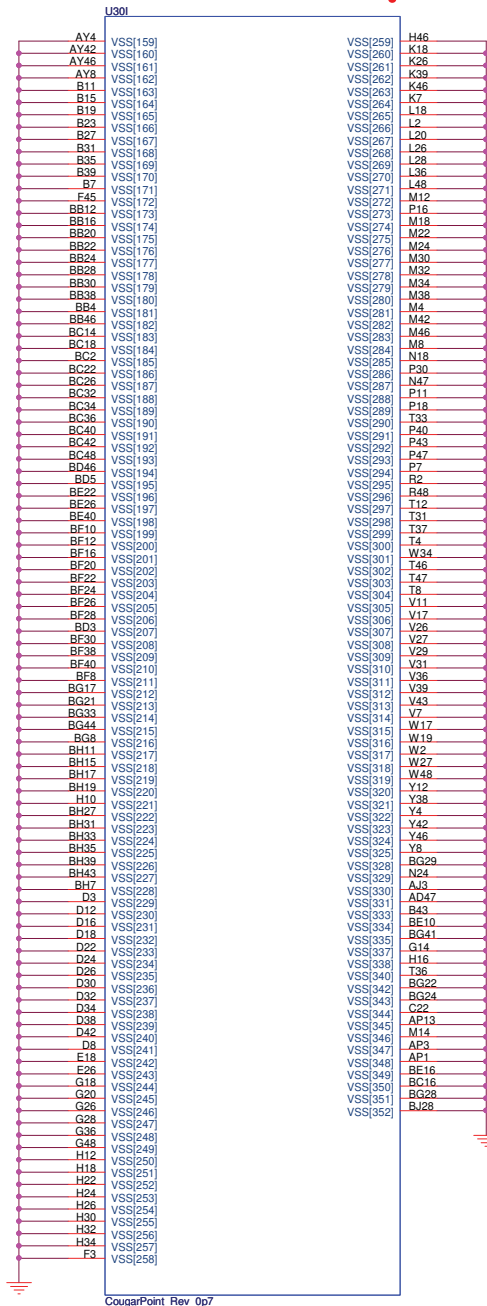 U30I
AY4 VSS[159]
AY42 VSS[160]
AY46 VSS[161]
AY8 VSS[162]
B11 VSS[163]
B15 VSS[164]
B19 VSS[165]
B23 VSS[166]
B27 VSS[167]
B31 VSS[168]
B35 VSS[169]
B39 VSS[170]
B7 VSS[171]
F45 VSS[172]
BB12 VSS[173]
BB16 VSS[174]
BB20 VSS[175]
BB22 VSS[176]
BB24 VSS[177]
BB28 VSS[178]
BB30 VSS[179]
BB38 VSS[180]
BB4 VSS[181]
BB46 VSS[182]
BC14 VSS[183]
BC18 VSS[184]
BC2 VSS[185]
BC22 VSS[186]
BC26 VSS[187]
BC32 VSS[188]
BC34 VSS[189]
BC36 VSS[190]
BC40 VSS[191]
BC42 VSS[192]
BC48 VSS[193]
BD46 VSS[194]
BD5 VSS[195]
BE22 VSS[196]
BE26 VSS[197]
BE40 VSS[198]
BF10 VSS[199]
BF12 VSS[200]
BF16 VSS[201]
BF20 VSS[202]
BF22 VSS[203]
BF24 VSS[204]
BF26 VSS[205]
BF28 VSS[206]
BD3 VSS[207]
BF30 VSS[208]
BF38 VSS[209]
BF40 VSS[210]
BF8 VSS[211]
BG17 VSS[212]
BG21 VSS[213]
BG33 VSS[214]
BG44 VSS[215]
BG8 VSS[216]
BH11 VSS[217]
BH15 VSS[218]
BH17 VSS[219]
BH19 VSS[220]
H10 VSS[221]
BH27 VSS[222]
BH31 VSS[223]
BH33 VSS[224]
BH35 VSS[225]
BH39 VSS[226]
BH43 VSS[227]
BH7 VSS[228]
D3 VSS[229]
D12 VSS[230]
D16 VSS[231]
D18 VSS[232]
D22 VSS[233]
D24 VSS[234]
D26 VSS[235]
D30 VSS[236]
D32 VSS[237]
D34 VSS[238]
D38 VSS[239]
D42 VSS[240]
D8 VSS[241]
E18 VSS[242]
E26 VSS[243]
G18 VSS[244]
G20 VSS[245]
G26 VSS[246]
G28 VSS[247]
G36 VSS[248]
G48 VSS[249]
H12 VSS[250]
H18 VSS[251]
H22 VSS[252]
H24 VSS[253]
H26 VSS[254]
H30 VSS[255]
H32 VSS[256]
H34 VSS[257]
F3 VSS[258]
VSS[259] H46
VSS[260] K18
VSS[261] K26
VSS[262] K39
VSS[263] K46
VSS[264] K7
VSS[265] L18
VSS[266] L2
VSS[267] L20
VSS[268] L26
VSS[269] L28
VSS[270] L36
VSS[271] L48
VSS[272] M12
VSS[273] P16
VSS[274] M18
VSS[275] M22
VSS[276] M24
VSS[277] M30
VSS[278] M32
VSS[279] M34
VSS[280] M38
VSS[281] M4
VSS[282] M42
VSS[283] M46
VSS[284] M8
VSS[285] N18
VSS[286] P30
VSS[287] N47
VSS[288] P11
VSS[289] P18
VSS[290] T33
VSS[291] P40
VSS[292] P43
VSS[293] P47
VSS[294] P7
VSS[295] R2
VSS[296] R48
VSS[297] T12
VSS[298] T31
VSS[299] T37
VSS[300] T4
VSS[301] W34
VSS[302] T46
VSS[303] T47
VSS[304] T8
VSS[305] V11
VSS[306] V17
VSS[307] V26
VSS[308] V27
VSS[309] V29
VSS[310] V31
VSS[311] V36
VSS[312] V39
VSS[313] V43
VSS[314] V7
VSS[315] W17
VSS[316] W19
VSS[317] W2
VSS[318] W27
VSS[319] W48
VSS[320] Y12
VSS[321] Y38
VSS[322] Y4
VSS[323] Y42
VSS[324] Y46
VSS[325] Y8
VSS[328] BG29
VSS[329] N24
VSS[330] AJ3
VSS[331] AD47
VSS[333] B43
VSS[334] BE10
VSS[335] BG41
VSS[337] G14
VSS[338] H16
VSS[340] T36
VSS[342] BG22
VSS[343] BG24
VSS[344] C22
VSS[345] AP13
VSS[346] M14
VSS[347] AP3
VSS[348] AP1
VSS[349] BE16
VSS[350] BC16
VSS[351] BG28
VSS[352] BJ28
CougarPoint_Rev_0p7